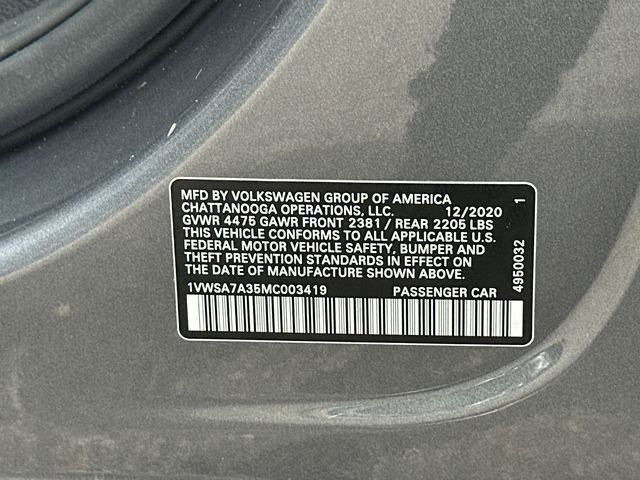 MFD BY VOLKSWAGEN GROUP OF AMERICA
CHATTANOOGA OPERATIONS, LLC. 12/2020
GVWR 4475 GAWR FRONT 2381 / REAR 2205 LBS
THIS VEHICLE CONFORMS TO ALL APPLICABLE U.S.
FEDERAL MOTOR VEHICLE SAFETY, BUMPER AND
THEFT PREVENTION STANDARDS IN EFFECT ON
THE DATE OF MANUFACTURE SHOWN ABOVE.
1VWSA7A35MC003419 PASSENGER CAR
4950032 1